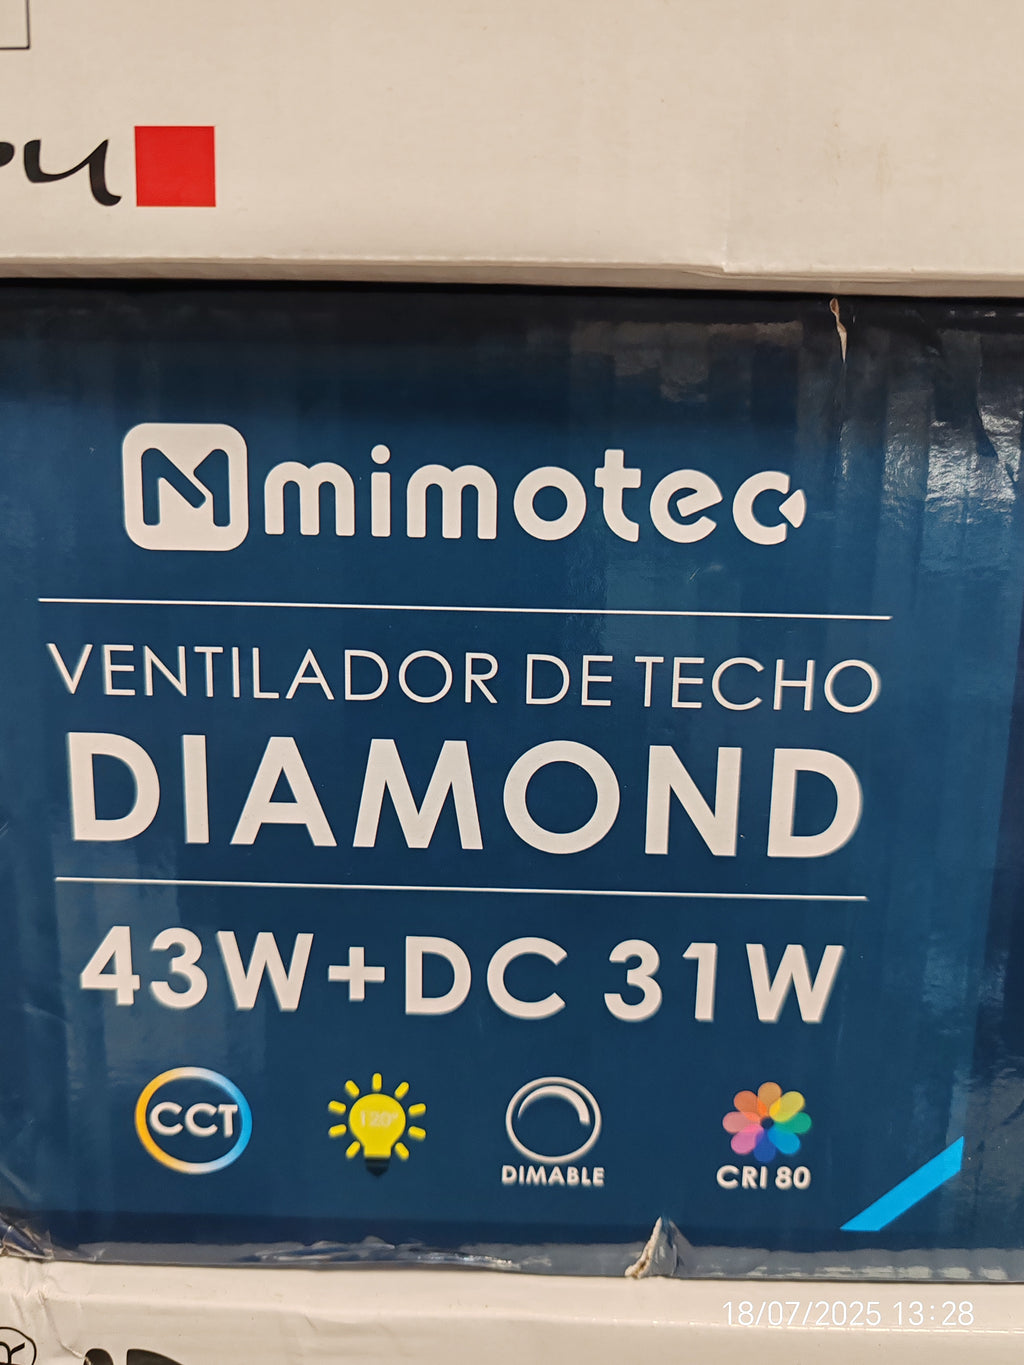 mimotec
VENTILADOR DE TECHO
DIAMOND
43W+DC 31W
CCT
120°
DIMABLE
CRI 80
18/07/2025 13:28